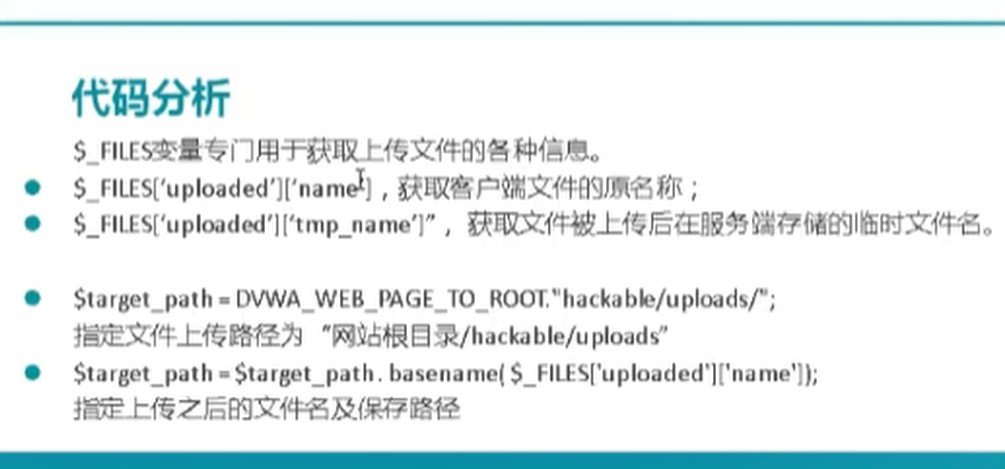 代码分析
$_FILES变量专门用于获取上传文件的各种信息。
$_FILES['uploaded']['name'],获取客户端文件的原名称;
$_FILES['uploaded']['tmp_name']”,获取文件被上传后在服务端存储的临时文件名。
$target_path = DVWA_WEB_PAGE_TO_ROOT."hackable/uploads/";
指定文件上传路径为 “网站根目录/hackable/uploads”
$target_path = $target_path . basename( $_FILES['uploaded']['name']);
指定上传之后的文件名及保存路径